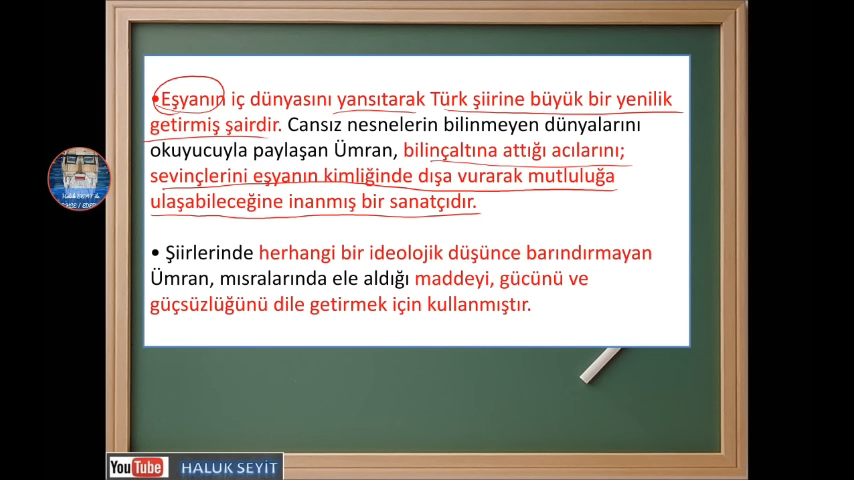 •Eşyanın iç dünyasını yansıtarak Türk şiirine büyük bir yenilik
getirmiş şairdir. Cansız nesnelerin bilinmeyen dünyalarını
okuyucuyla paylaşan Ümran, bilinçaltına attığı acılarını;
sevinçlerini eşyanın kimliğinde dışa vurarak mutluluğa
ulaşabileceğine inanmış bir sanatçıdır.
• Şiirlerinde herhangi bir ideolojik düşünce barındırmayan
Ümran, mısralarında ele aldığı maddeyi, gücünü ve
güçsüzlüğünü dile getirmek için kullanmıştır.
YouTube HALUK SEYİT